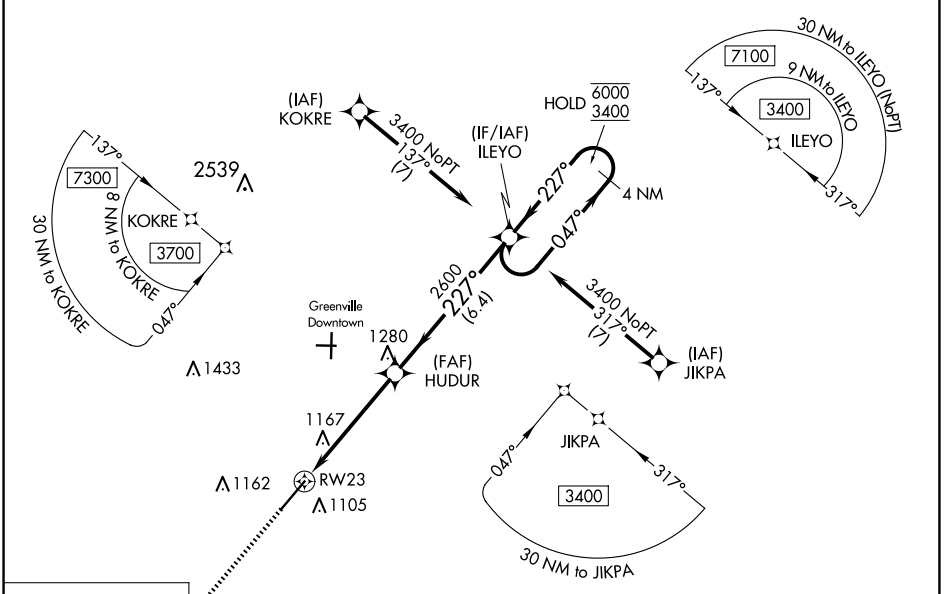 30 NM to ILEYO (NoPT)
7100
9 NM to ILEYO
137°
3400
ILEYO
317°
(IAF)
KOKRE
3400 NoPT
137°
(7)
HOLD
6000
3400
(IF/IAF)
ILEYO
227°
047°
4 NM
137°
7300
2539
KOKRE
8 NM to KOKRE
3700
30 NM to KOKRE
047°
2600
227°
(6.4)
3400 NoPT
317°
(7)
Greenville
Downtown
1280
(FAF)
HUDUR
(IAF)
JIKPA
1433
1167
1162
RW23
1105
JIKPA
047°
317°
3400
30 NM to JIKPA